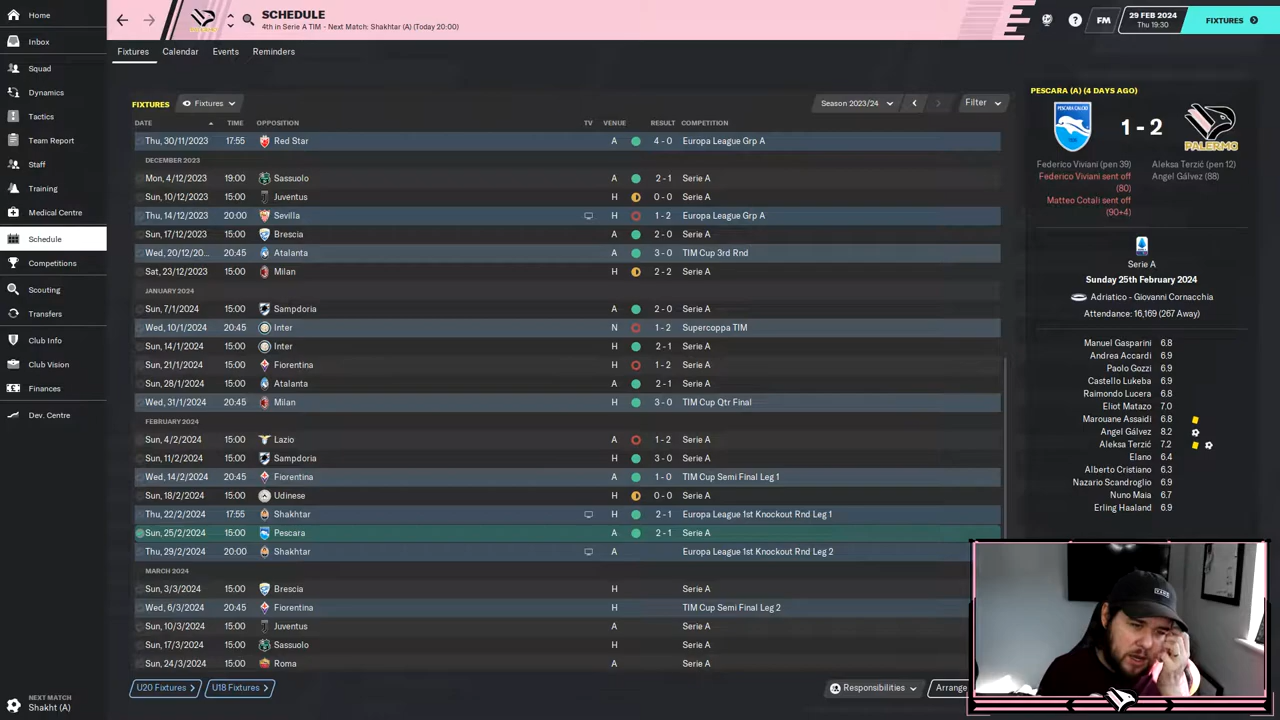 Home
Inbox
Squad
Dynamics
Tactics
Team Report
Staff
Training
Medical Centre
Schedule
Competitions
Scouting
Transfers
Club Info
Club Vision
Finances
Dev. Centre
NEXT MATCH
Shakht (A)
SCHEDULE
4th in Serie A TIM - Next Match: Shakhtar (A) (Today 20:00)
?
FM
29 FEB 2024
Thu 19:30
FIXTURES
Fixtures Calendar Events Reminders
FIXTURES Fixtures Season 2023/24 Filter
DATE TIME OPPOSITION TV VENUE RESULT COMPETITION
Thu, 30/11/2023 17:55 Red Star A 4 - 0 Europa League Grp A
DECEMBER 2023
Mon, 4/12/2023 19:00 Sassuolo A 2 - 1 Serie A
Sun, 10/12/2023 15:00 Juventus H 0 - 0 Serie A
Thu, 14/12/2023 20:00 Sevilla H 1 - 2 Europa League Grp A
Sun, 17/12/2023 15:00 Brescia A 2 - 0 Serie A
Wed, 20/12/20... 20:45 Atalanta A 3 - 0 TIM Cup 3rd Rnd
Sat, 23/12/2023 15:00 Milan H 2 - 2 Serie A
JANUARY 2024
Sun, 7/1/2024 15:00 Sampdoria A 2 - 0 Serie A
Wed, 10/1/2024 20:45 Inter N 1 - 2 Supercoppa TIM
Sun, 14/1/2024 15:00 Inter H 2 - 1 Serie A
Sun, 21/1/2024 15:00 Fiorentina H 1 - 2 Serie A
Sun, 28/1/2024 15:00 Atalanta A 2 - 1 Serie A
Wed, 31/1/2024 20:45 Milan H 3 - 0 TIM Cup Qtr Final
FEBRUARY 2024
Sun, 4/2/2024 15:00 Lazio A 1 - 2 Serie A
Sun, 11/2/2024 15:00 Sampdoria H 3 - 0 Serie A
Wed, 14/2/2024 20:45 Fiorentina A 1 - 0 TIM Cup Semi Final Leg 1
Sun, 18/2/2024 15:00 Udinese H 0 - 0 Serie A
Thu, 22/2/2024 17:55 Shakhtar H 2 - 1 Europa League 1st Knockout Rnd Leg 1
Sun, 25/2/2024 15:00 Pescara A 2 - 1 Serie A
Thu, 29/2/2024 20:00 Shakhtar A Europa League 1st Knockout Rnd Leg 2
MARCH 2024
Sun, 3/3/2024 15:00 Brescia H Serie A
Wed, 6/3/2024 20:45 Fiorentina H TIM Cup Semi Final Leg 2
Sun, 10/3/2024 15:00 Juventus A Serie A
Sun, 17/3/2024 15:00 Sassuolo H Serie A
Sun, 24/3/2024 15:00 Roma A Serie A
U20 Fixtures U18 Fixtures Responsibilities Arrange
PESCARA (A) (4 DAYS AGO)
PESCARA CALCIO
1 - 2
PALERMO
Federico Viviani (pen 39) Aleksa Terzić (pen 12)
Federico Viviani sent off Angel Gálvez (88)
(80)
Matteo Cotali sent off
(90+4)
Serie A
Sunday 25th February 2024
Adriatico - Giovanni Cornacchia
Attendance: 16,169 (267 Away)
Manuel Gasparini 6.8
Andrea Accardi 6.9
Paolo Gozzi 6.9
Castello Lukeba 6.9
Raimondo Lucera 6.8
Eliot Matazo 7.0
Marouane Assaidi 6.8
Angel Gálvez 8.2
Aleksa Terzić 7.2
Elano 6.4
Alberto Cristiano 6.3
Nazario Scandroglio 6.9
Nuno Maia 6.7
Erling Haaland 6.9